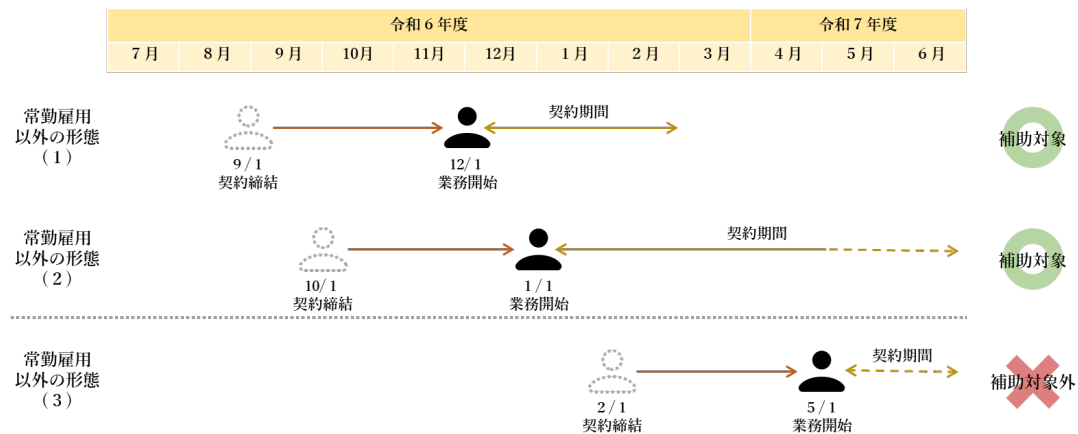 令和６年度 令和７年度
７月 ８月 ９月 10月 11月 12月 １月 ２月 ３月 ４月 ５月 ６月
常勤雇用
以外の形態
（１）
契約期間
補助対象
９/１
契約締結
12/１
業務開始
常勤雇用
以外の形態
（２）
契約期間
補助対象
10/１
契約締結
１/１
業務開始
常勤雇用
以外の形態
（３）
契約期間
補助対象外
２/１
契約締結
５/１
業務開始